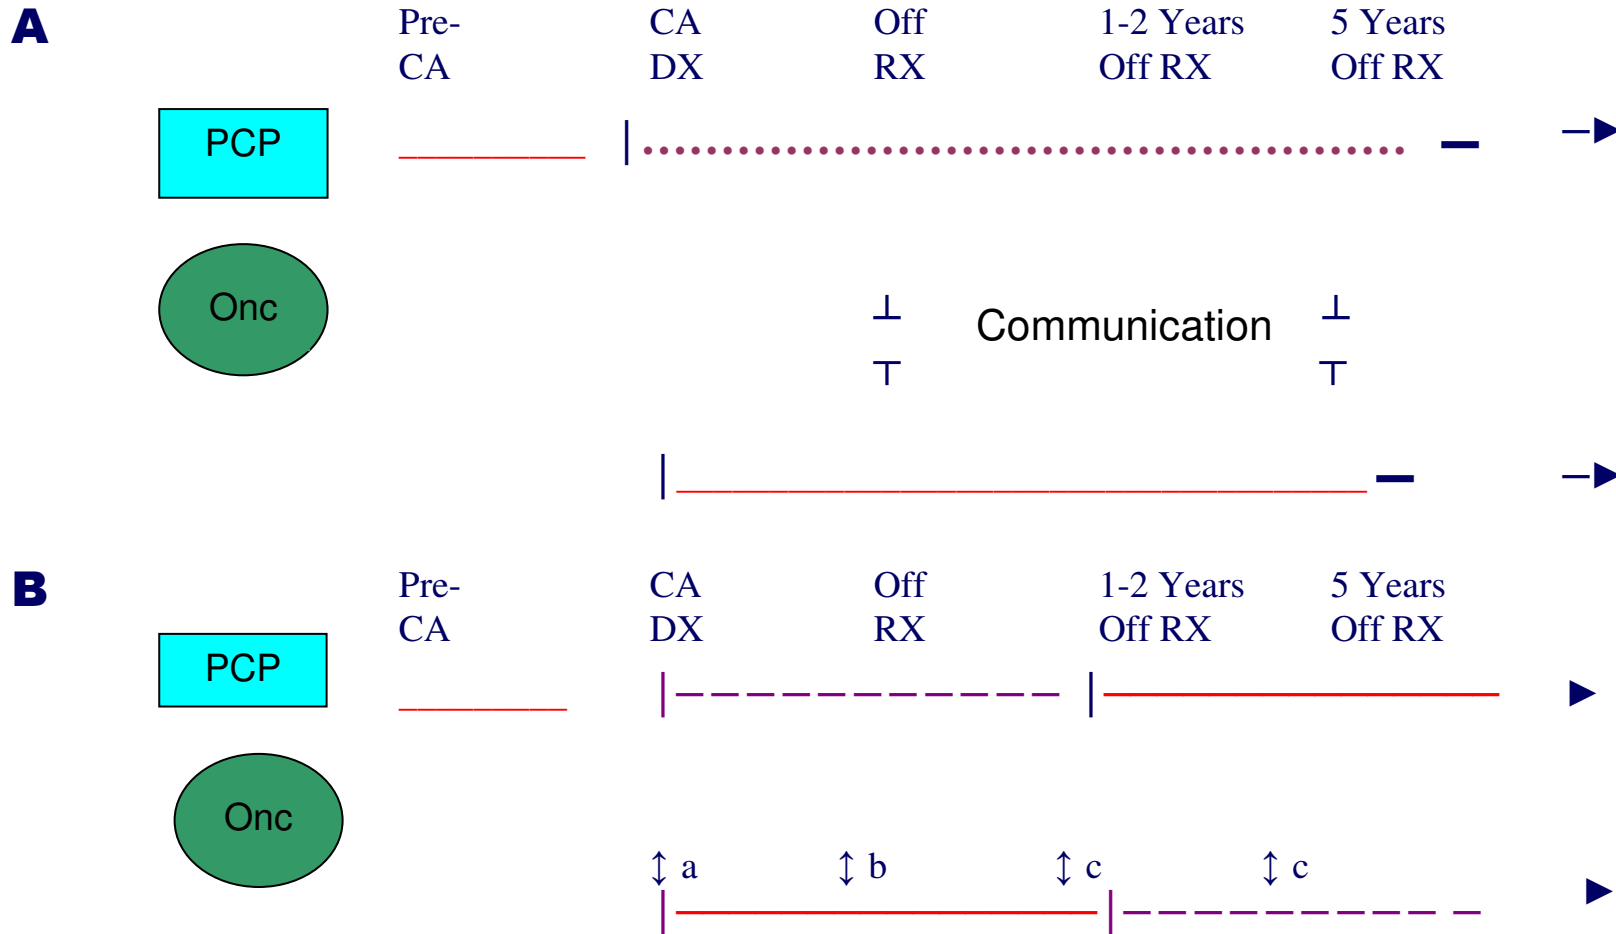 A
Pre- CA Off 1-2 Years 5 Years
CA DX RX Off RX Off RX
PCP
Onc
Communication
B
Pre- CA Off 1-2 Years 5 Years
CA DX RX Off RX Off RX
PCP
Onc
↕ a ↕ b ↕ c ↕ c